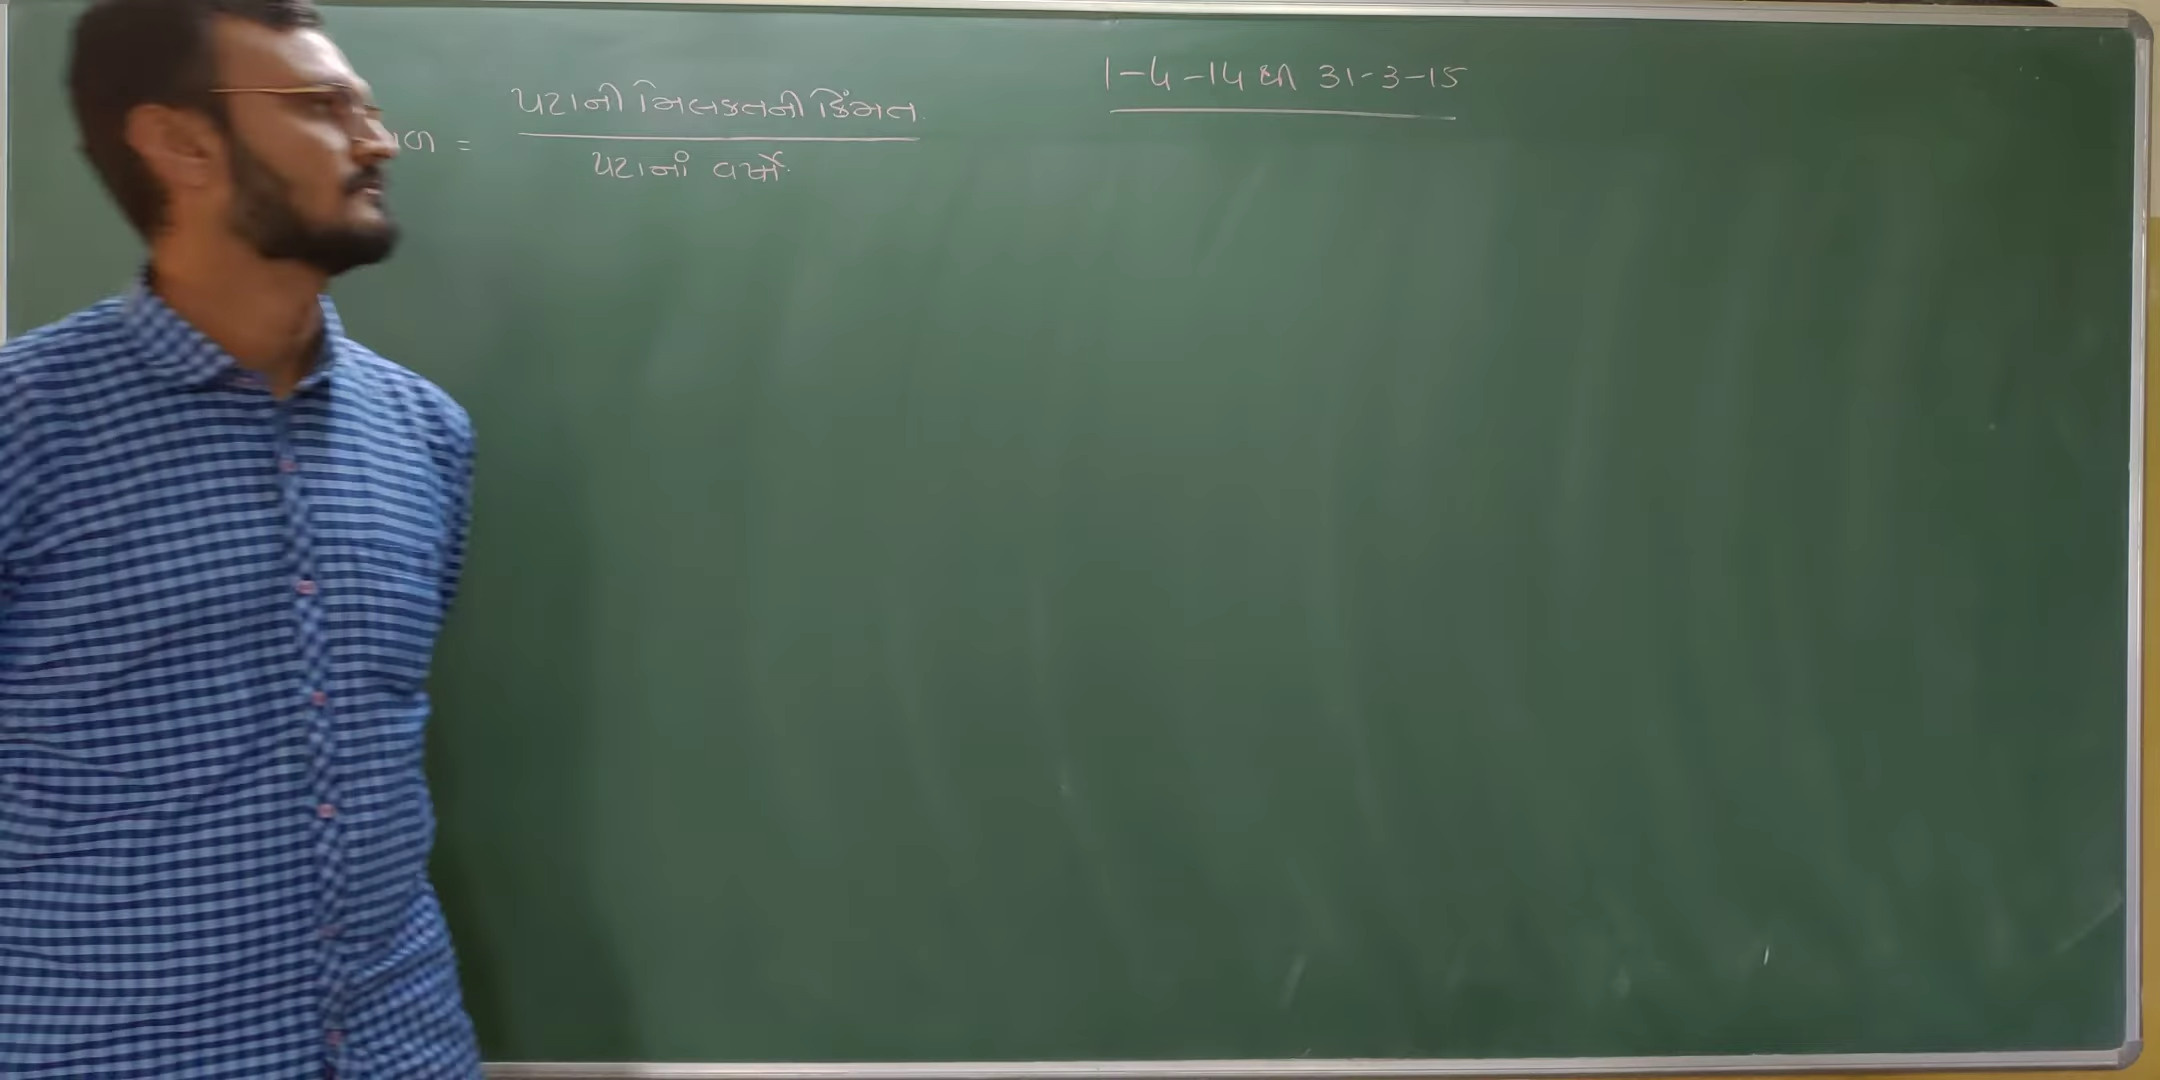 = પટાની મિલકતની કિંમત
પટાનાં વર્ષો
1-4-14 થી 31-3-15